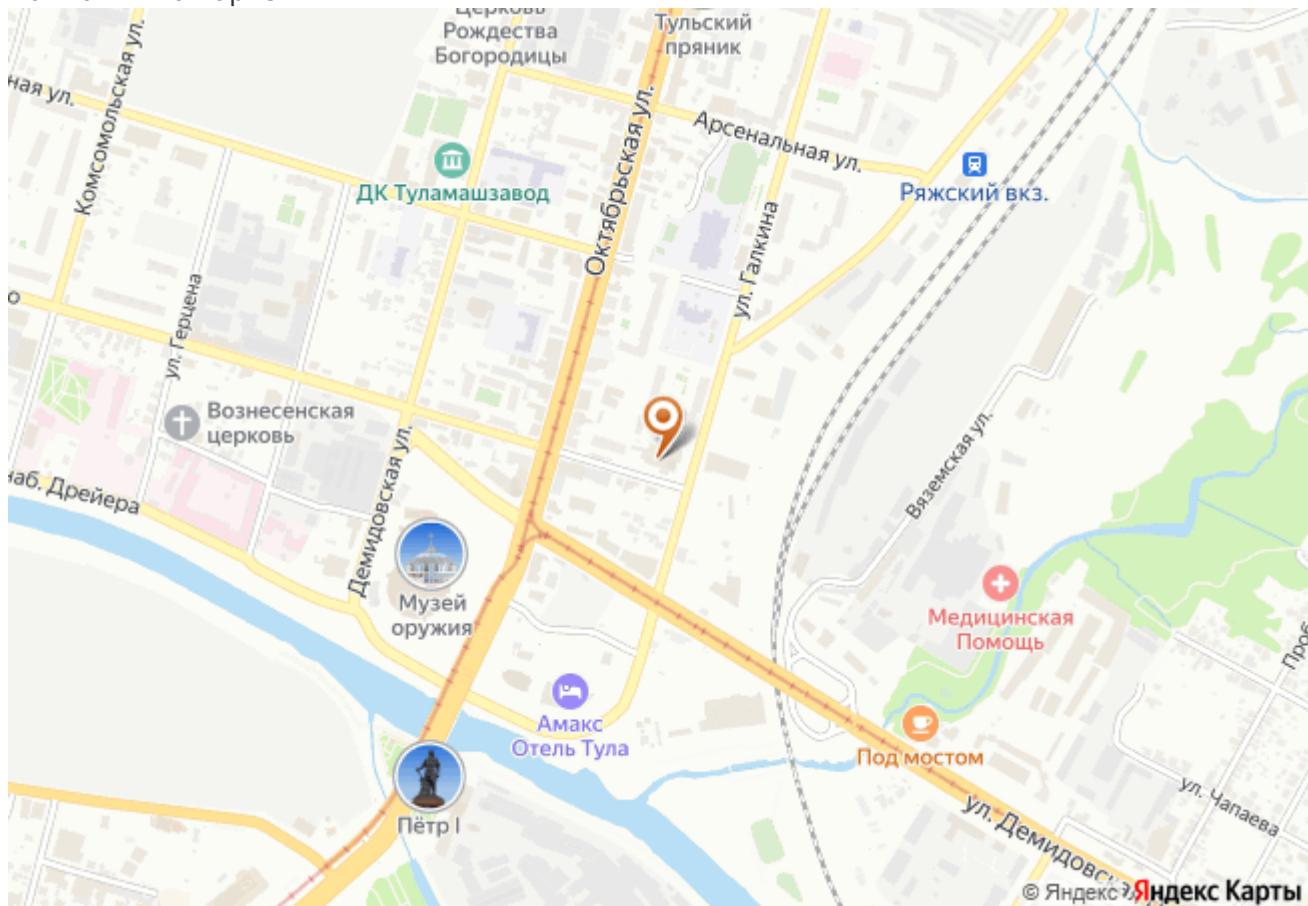 Церковь
Рождества
Богородицы
Тульский
пряник
ная ул.
Комсомольская ул.
Октябрьская ул.
Арсенальная ул.
ДК Туламашзавод
Ряжский вкз.
ул. Галкина
ул. Герцена
о
Вознесенская
церковь
Вяземская ул.
наб. Дрейера
Демидовская ул.
Музей
оружия
Медицинская
Помощь
Проб
Амакс
Отель Тула
Под мостом
ул. Чапаева
Пётр I
ул. Демидовская
© Яндекс
Яндекс Карты